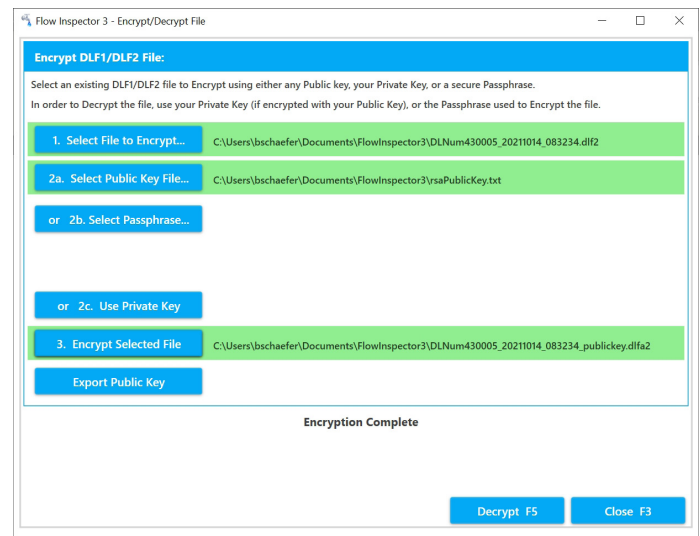 Flow Inspector 3 - Encrypt/Decrypt File
Encrypt DLF1/DLF2 File:
Select an existing DLF1/DLF2 file to Encrypt using either any Public key, your Private Key, or a secure Passphrase.
In order to Decrypt the file, use your Private Key (if encrypted with your Public Key), or the Passphrase used to Encrypt the file.
1. Select File to Encrypt... C:\Users\bschaefer\Documents\FlowInspector3\DLNum430005_20211014_083234.dlf2
2a. Select Public Key File... C:\Users\bschaefer\Documents\FlowInspector3\rsaPublicKey.txt
or 2b. Select Passphrase...
or 2c. Use Private Key
3. Encrypt Selected File C:\Users\bschaefer\Documents\FlowInspector3\DLNum430005_20211014_083234_publickey.dlfa2
Export Public Key
Encryption Complete
Decrypt F5 Close F3